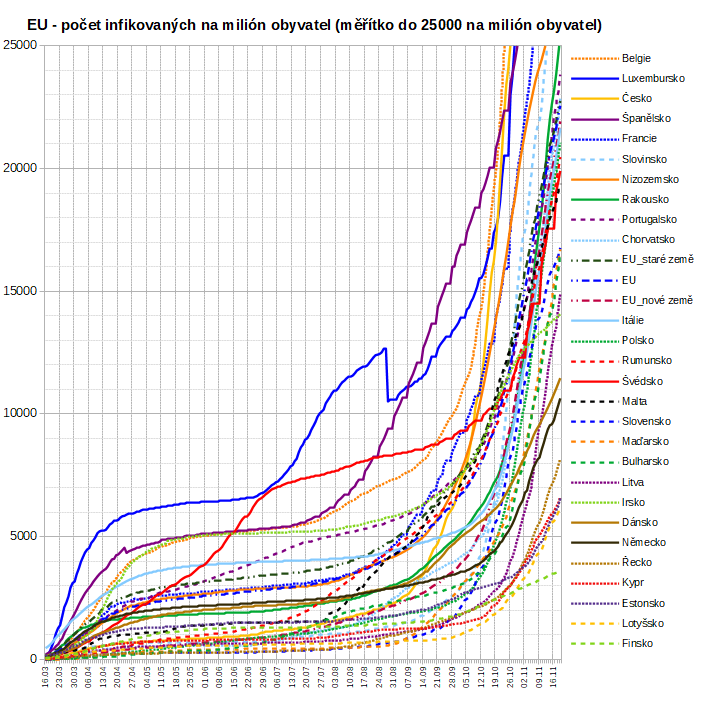 EU - počet infikovaných na milión obyvatel (měřítko do 25000 na milión obyvatel)
25000
20000
15000
10000
5000
0
Belgie
Luxembursko
Česko
Španělsko
Francie
Slovinsko
Nizozemsko
Rakousko
Portugalsko
Chorvatsko
EU_staré země
EU
EU_nové země
Itálie
Polsko
Rumunsko
Švédsko
Malta
Slovensko
Maďarsko
Bulharsko
Litva
Irsko
Dánsko
Německo
Řecko
Kypr
Estonsko
Lotyšsko
Finsko
16.03
23.03
30.03
06.04
13.04
20.04
27.04
04.05
11.05
18.05
25.05
01.06
08.06
15.06
22.06
29.06
06.07
13.07
20.07
27.07
03.08
10.08
17.08
24.08
31.08
07.09
14.09
21.09
28.09
05.10
12.10
19.10
26.10
02.11
09.11
16.11